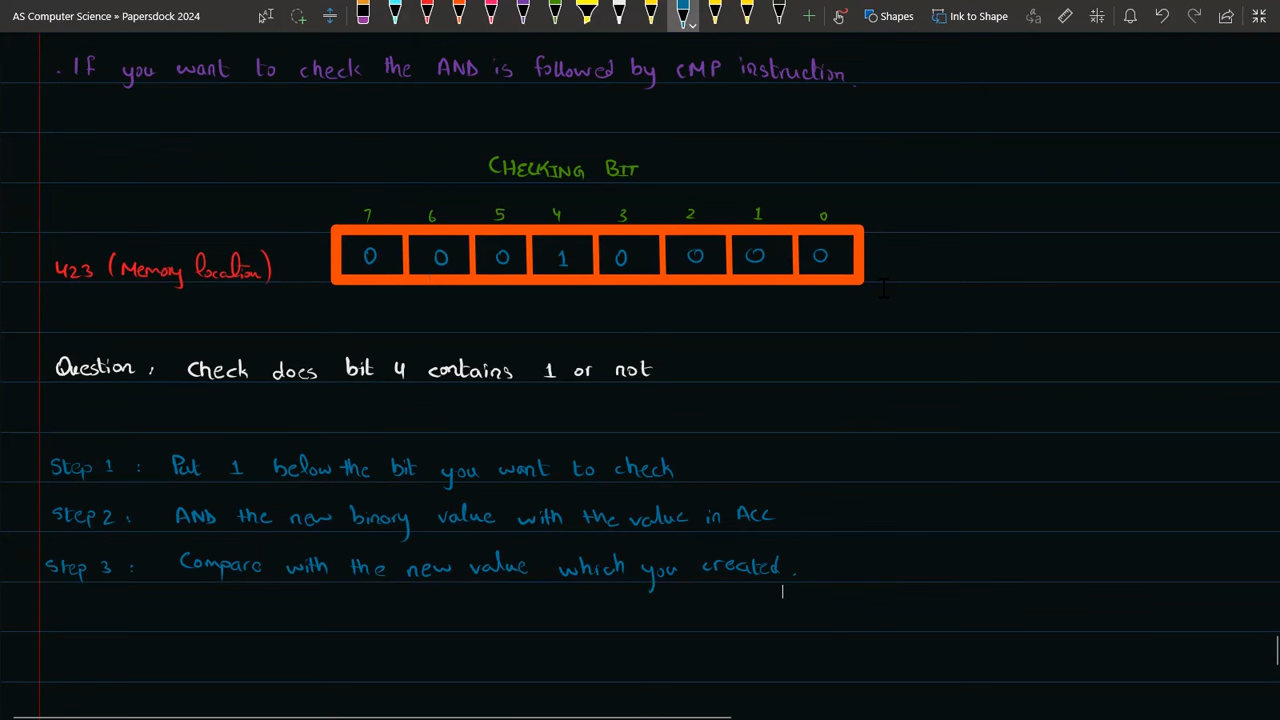 AS Computer Science » Papersdock 2024
Shapes
Ink to Shape
. If you want to check the AND is followed by CMP instruction.
CHECKING BIT
7 6 5 4 3 2 1 0
423 (Memory location) 0 0 0 1 0 0 0 0
Question : Check does bit 4 contains 1 or not
Step 1 : Put 1 below the bit you want to check
Step 2 : AND the new binary value with the value in Acc
Step 3 : Compare with the new value which you created .